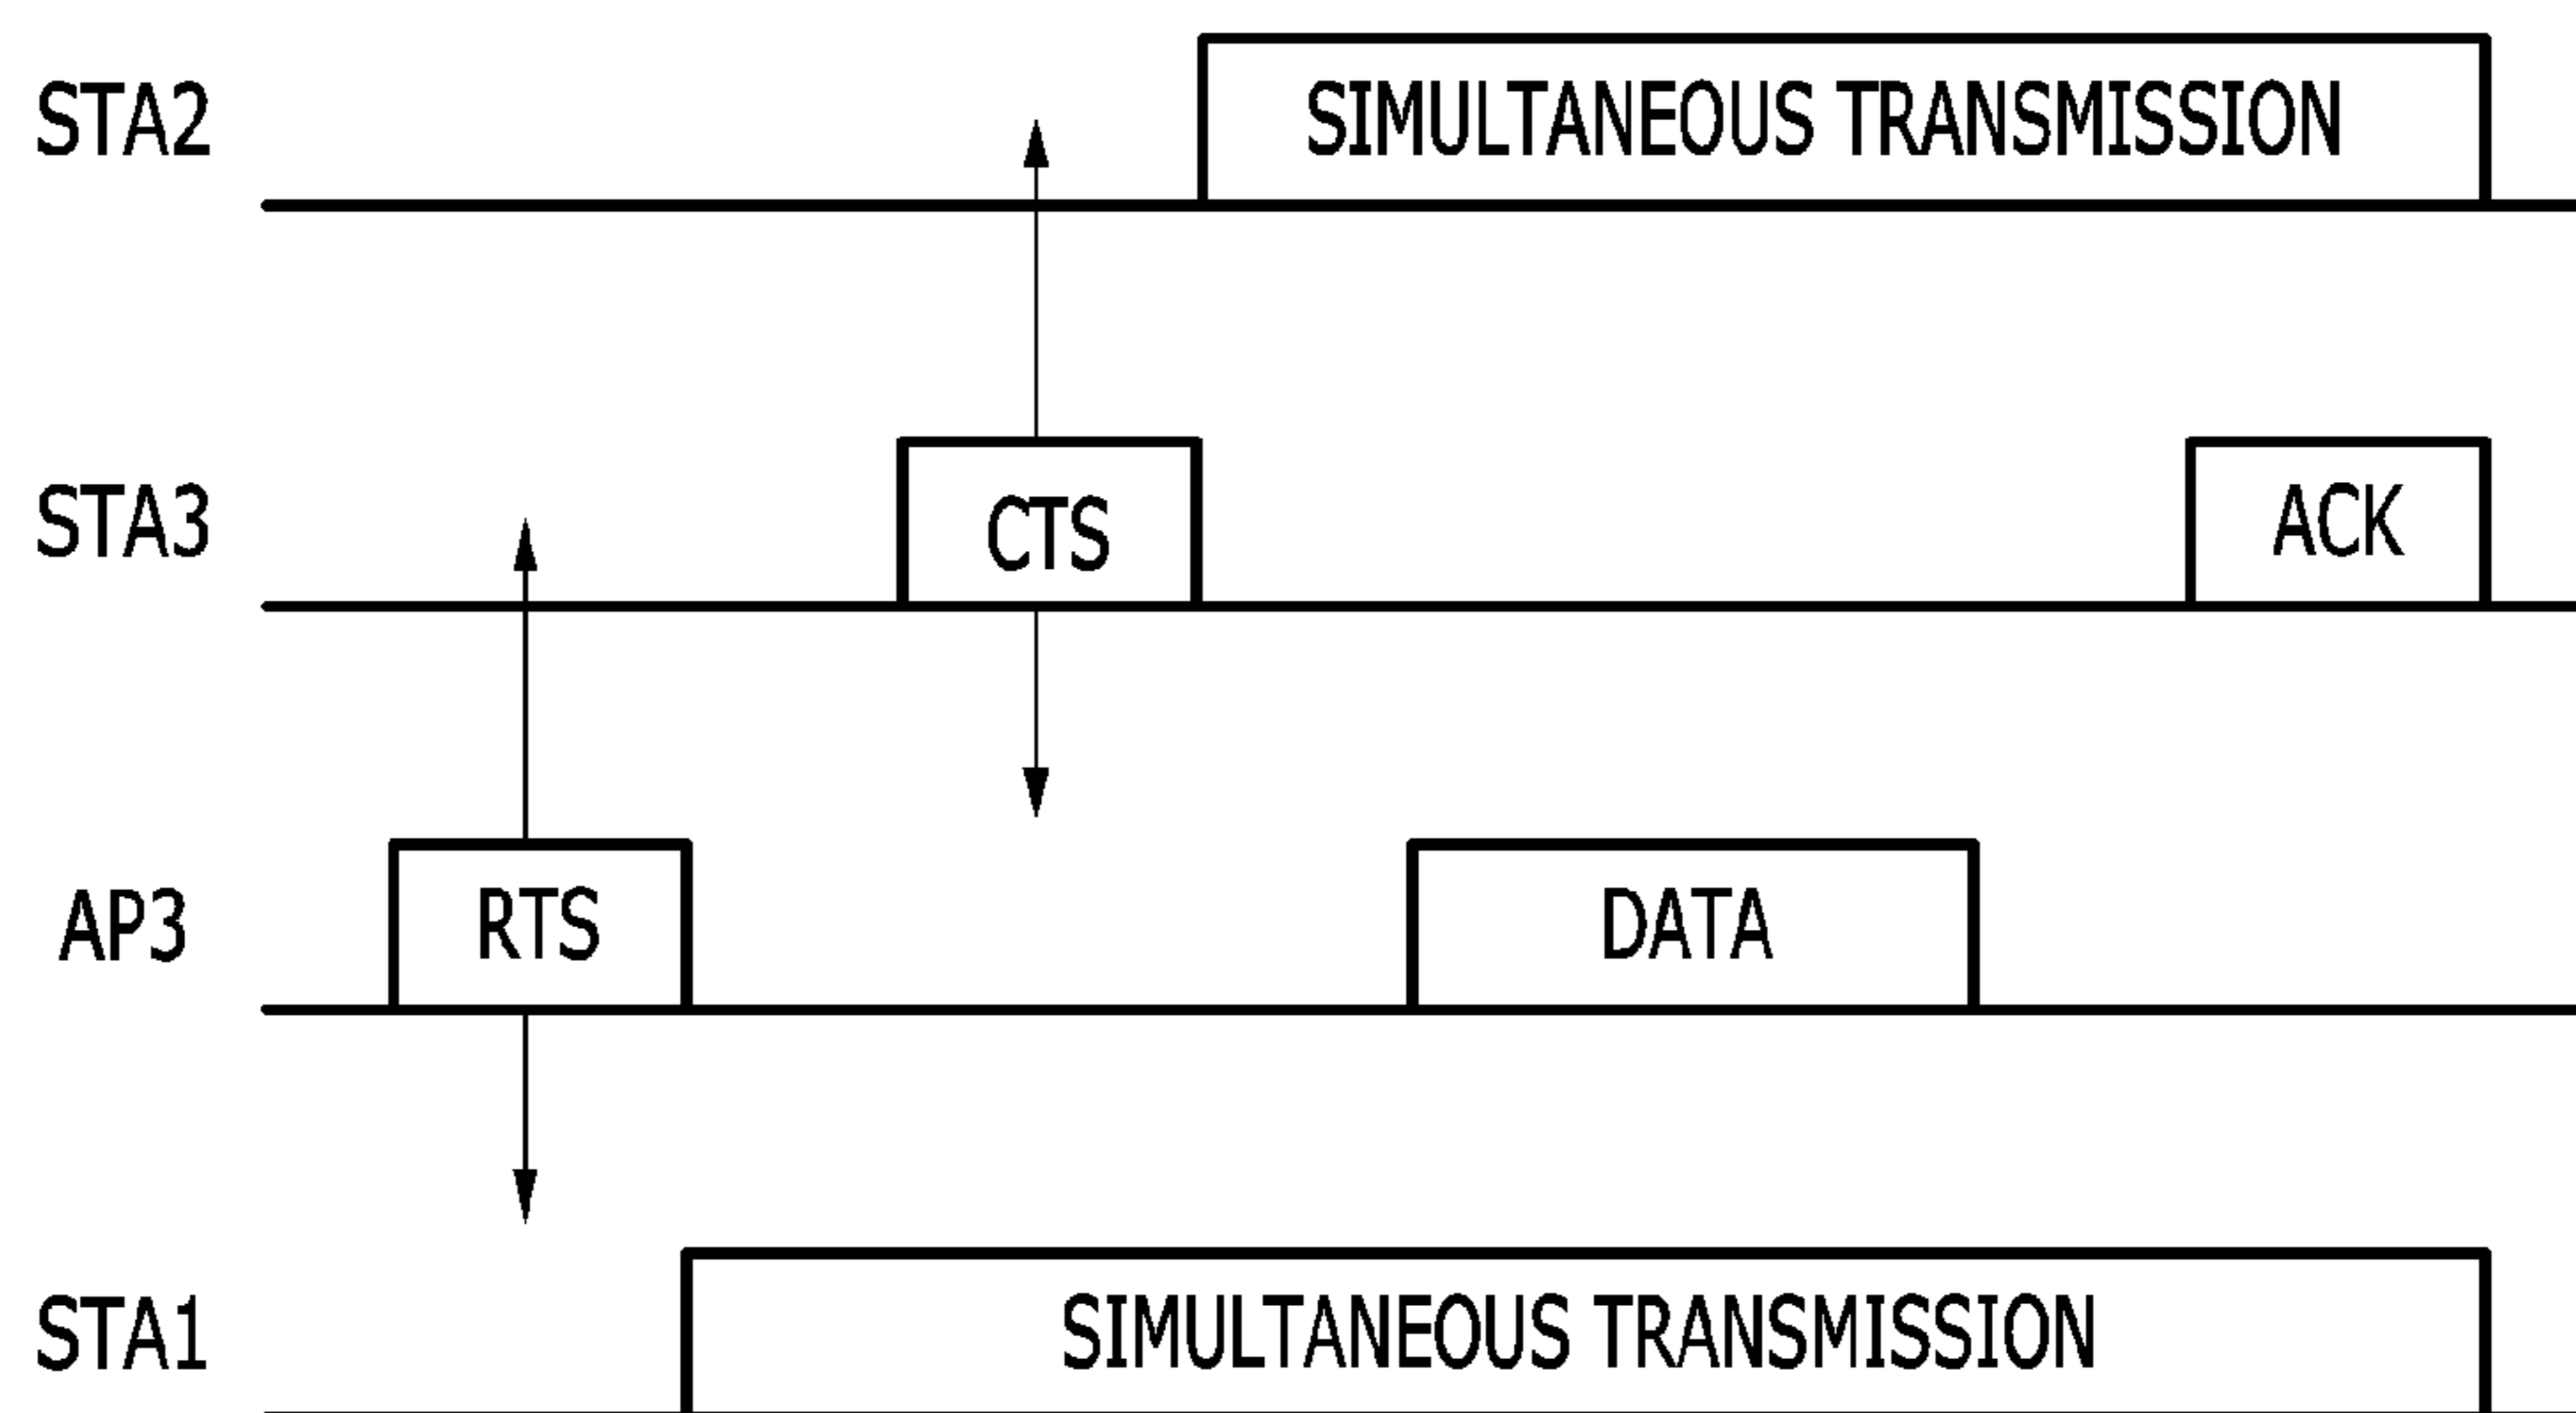 STA2
SIMULTANEOUS TRANSMISSION
STA3
CTS
ACK
AP3
RTS
DATA
STA1
SIMULTANEOUS TRANSMISSION